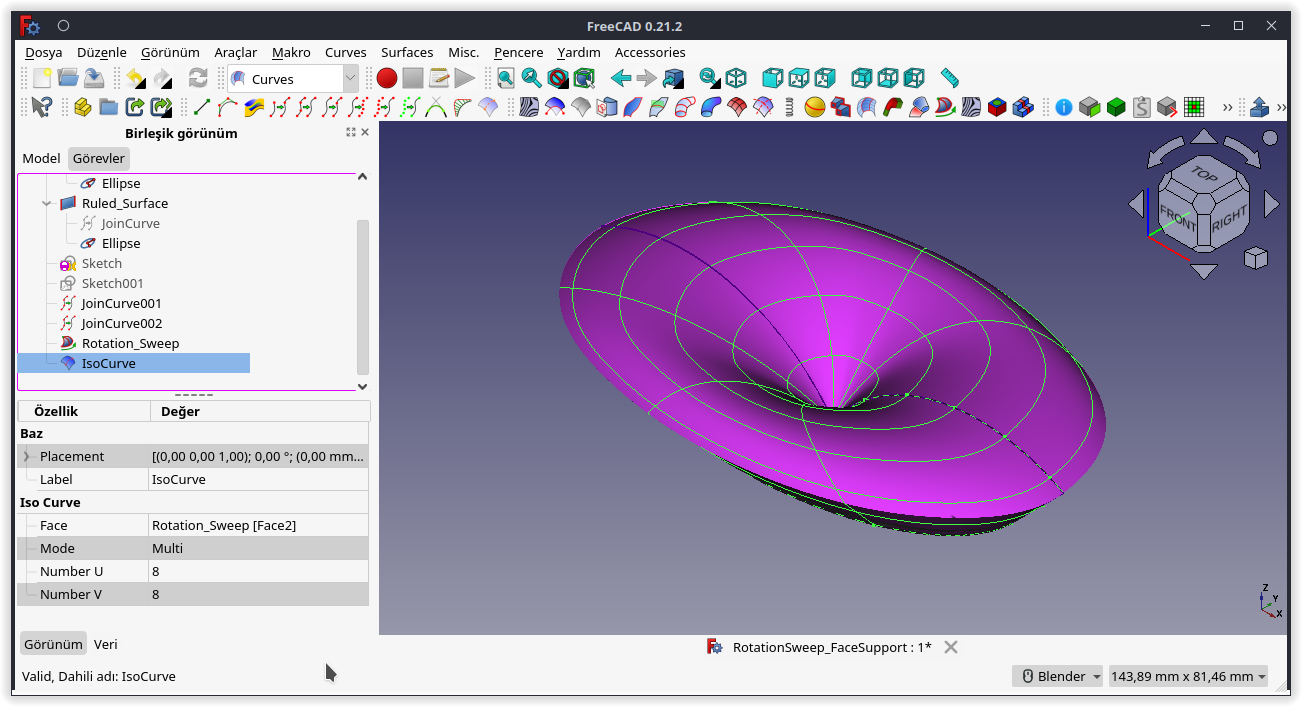 FreeCAD 0.21.2
Dosya Düzenle Görünüm Araçlar Makro Curves Surfaces Misc. Pencere Yardım Accessories
Curves
Birleşik görünüm
Model Görevler
Ellipse
Ruled_Surface
JoinCurve
Ellipse
Sketch
Sketch001
JoinCurve001
JoinCurve002
Rotation_Sweep
IsoCurve
Özellik Değer
Baz
Placement [(0,00 0,00 1,00); 0,00 °; (0,00 mm...
Label IsoCurve
Iso Curve
Face Rotation_Sweep [Face2]
Mode Multi
Number U 8
Number V 8
Görünüm Veri
TOP
FRONT RIGHT
Z
Y
X
RotationSweep_FaceSupport : 1*
Valid, Dahili adı: IsoCurve
Blender 143,89 mm x 81,46 mm